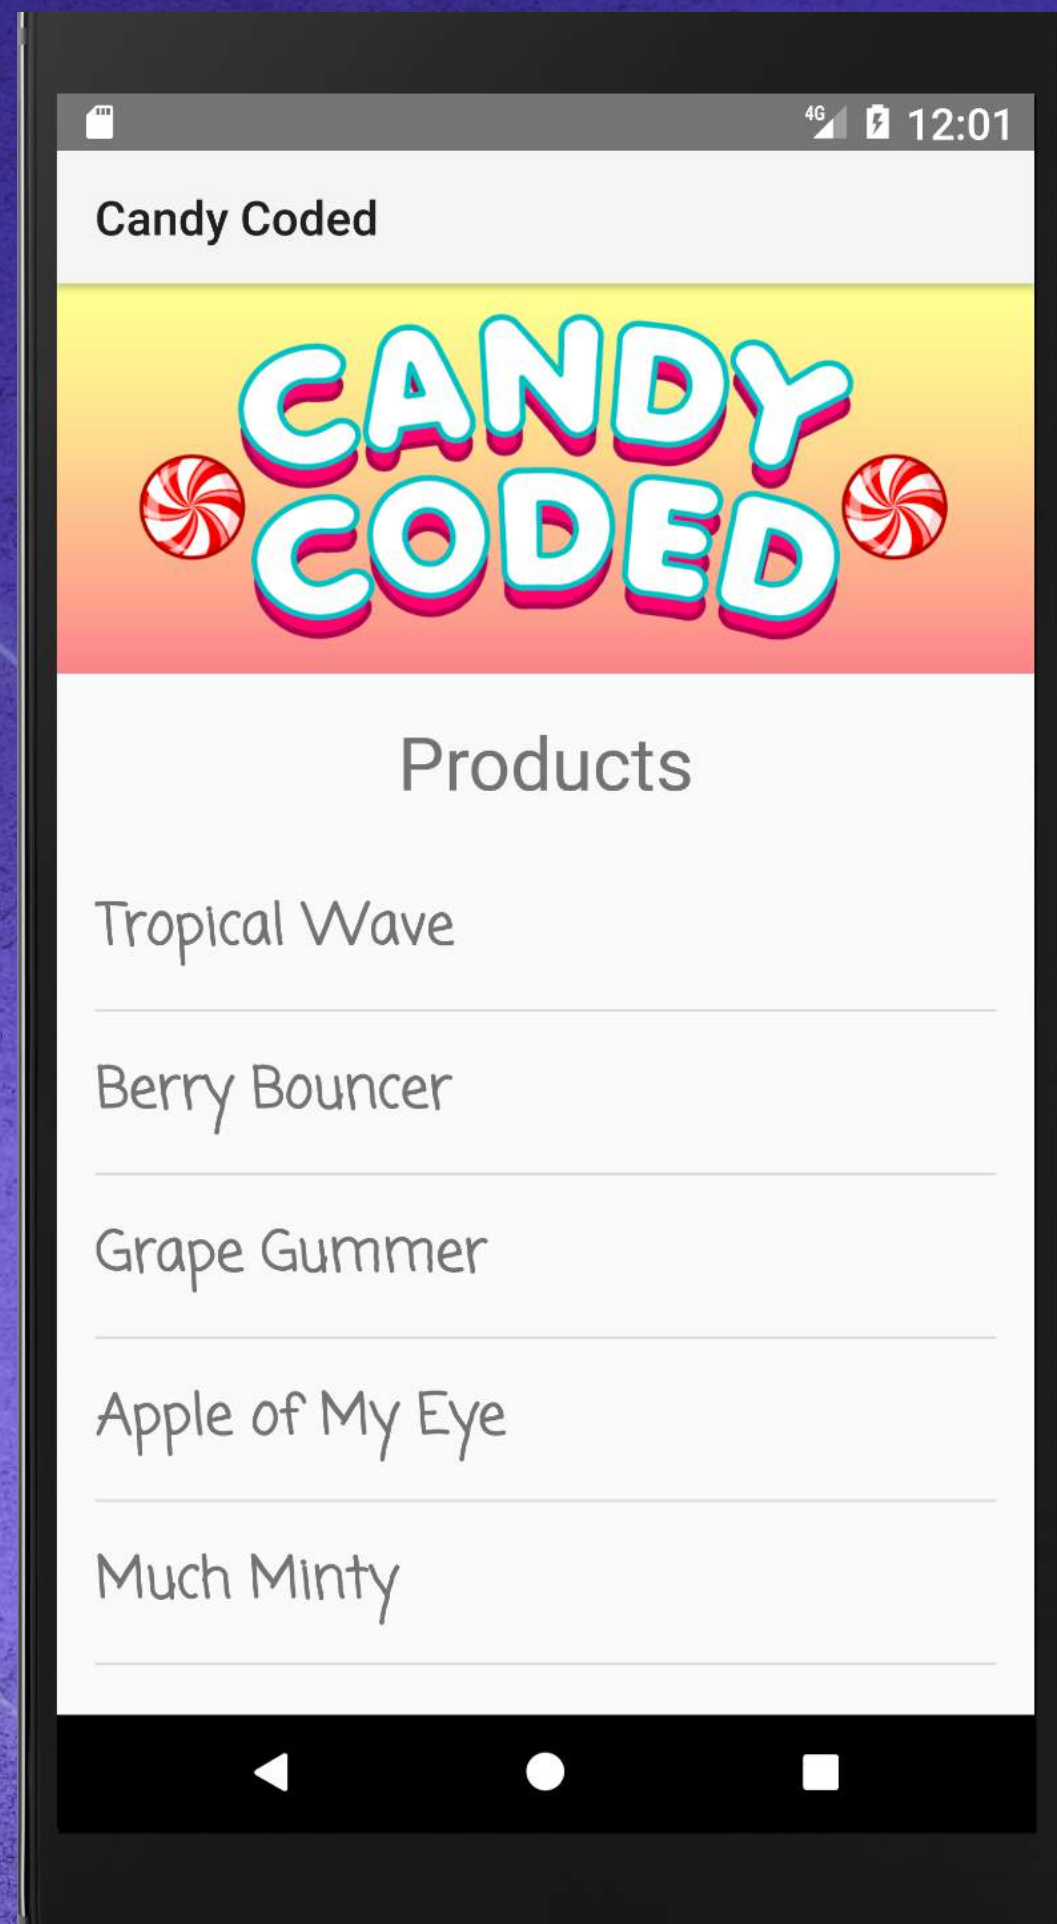 4G 12:01
Candy Coded
CANDY
CODED
Products
Tropical Wave
Berry Bouncer
Grape Gummer
Apple of My Eye
Much Minty